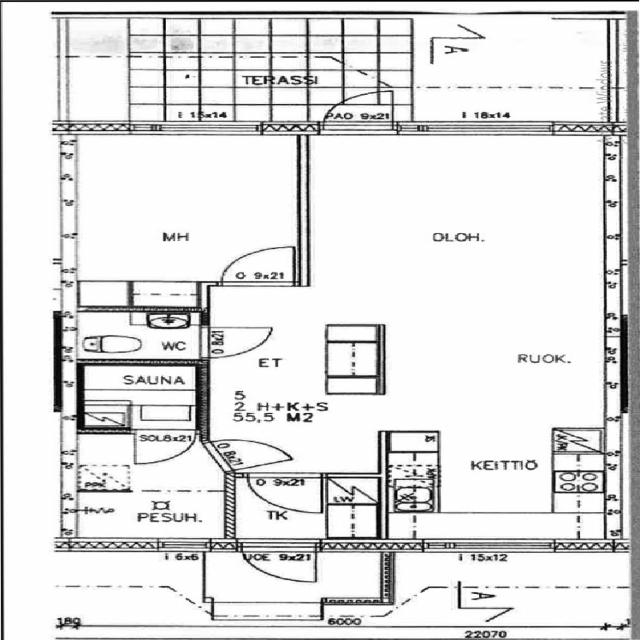 A
TERASSI
i 15x14
PAO 9x21
i 18x14
MH
OLOH.
O 9x21
WC
O 8x21
ET
RUOK.
SAUNA
5
2 H+K+S
55,5 M2
SOL8x21
O 8x21
KEITTIÖ
PPK
O 9x21
LW
PESUH.
TK
i 6x6
UOE 9x21
i 15x12
A
180
6000
22070